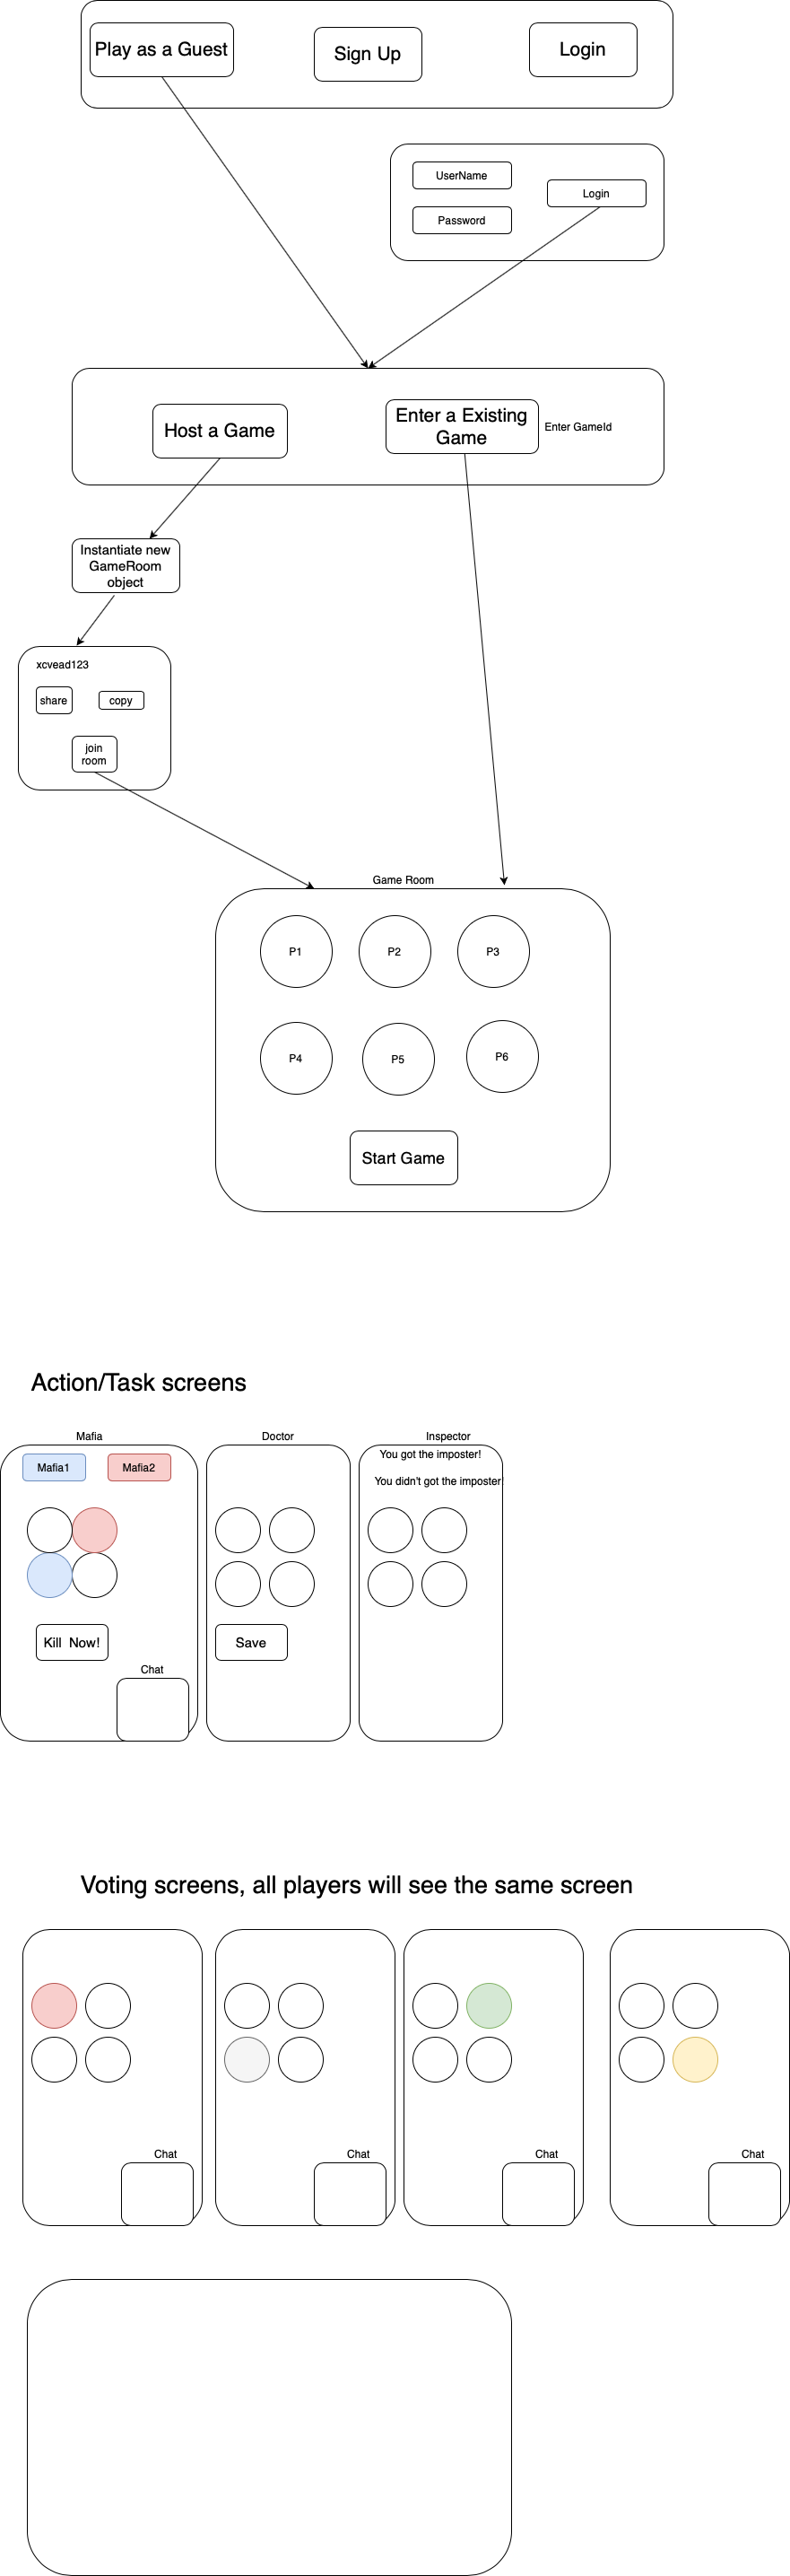 Play as a Guest
Sign Up
Login
UserName
Login
Password
Host a Game
Enter a Existing
Game
Enter GameId
Instantiate new
GameRoom
object
xcvead123
share
copy
join
room
Game Room
P1
P2
P3
P4
P5
P6
Start Game
Action/Task screens
Mafia
Doctor
Inspector
Mafia1
Mafia2
You got the imposter!
You didn't got the imposter!
Kill Now!
Save
Chat
Voting screens, all players will see the same screen
Chat
Chat
Chat
Chat